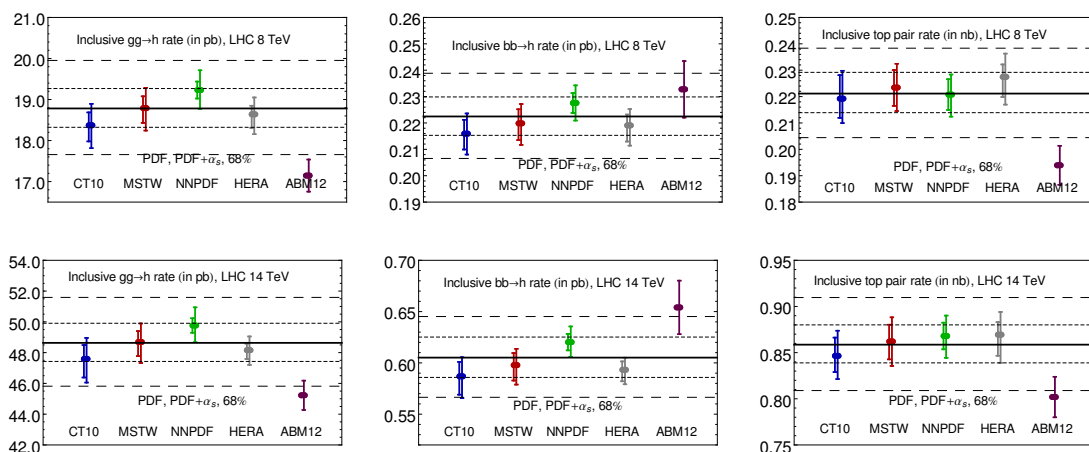 21.0
20.0
19.0
18.0
17.0
Inclusive gg→h rate (in pb), LHC 8 TeV
PDF, PDF+αs, 68%
CT10 MSTW NNPDF HERA ABM12
0.26
0.25
0.24
0.23
0.22
0.21
0.20
0.19
Inclusive bb→h rate (in pb), LHC 8 TeV
PDF, PDF+αs, 68%
CT10 MSTW NNPDF HERA ABM12
0.25
0.24
0.23
0.22
0.21
0.20
0.19
0.18
Inclusive top pair rate (in nb), LHC 8 TeV
PDF, PDF+αs, 68%
CT10 MSTW NNPDF HERA ABM12
54.0
52.0
50.0
48.0
46.0
44.0
42.0
Inclusive gg→h rate (in pb), LHC 14 TeV
PDF, PDF+αs, 68%
CT10 MSTW NNPDF HERA ABM12
0.70
0.65
0.60
0.55
Inclusive bb→h rate (in pb), LHC 14 TeV
PDF, PDF+αs, 68%
CT10 MSTW NNPDF HERA ABM12
0.95
0.90
0.85
0.80
0.75
Inclusive top pair rate (in nb), LHC 14 TeV
PDF, PDF+αs, 68%
CT10 MSTW NNPDF HERA ABM12